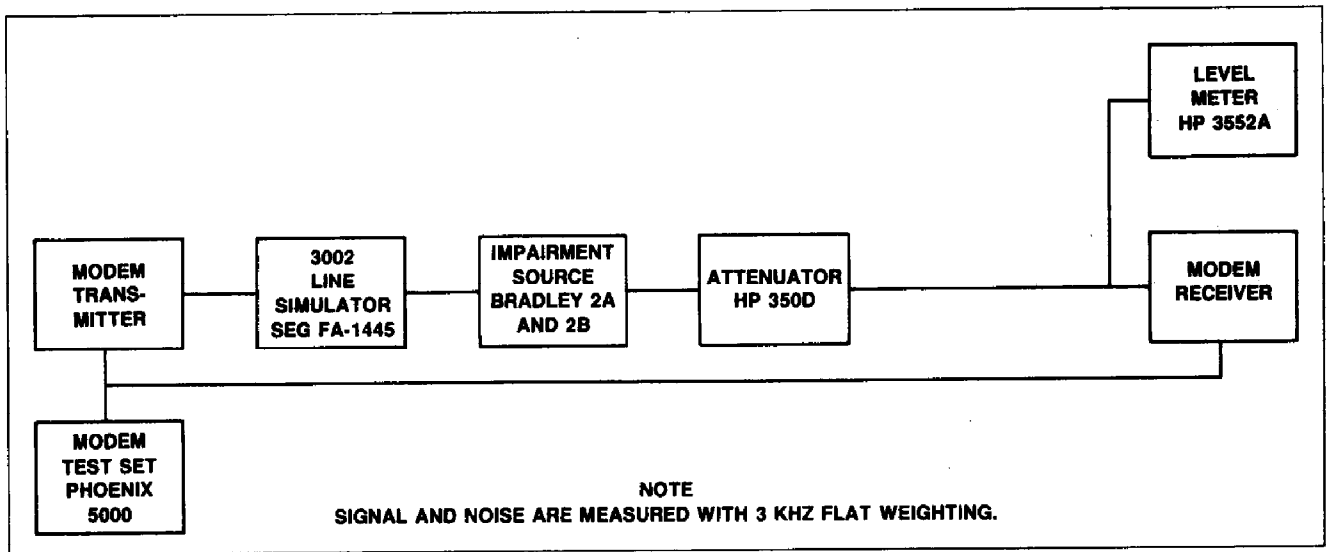 LEVEL
METER
HP 3552A
MODEM
TRANS-
MITTER
3002
LINE
SIMULATOR
SEG FA-1445
IMPAIRMENT
SOURCE
BRADLEY 2A
AND 2B
ATTENUATOR
HP 350D
MODEM
RECEIVER
MODEM
TEST SET
PHOENIX
5000
NOTE
SIGNAL AND NOISE ARE MEASURED WITH 3 KHZ FLAT WEIGHTING.